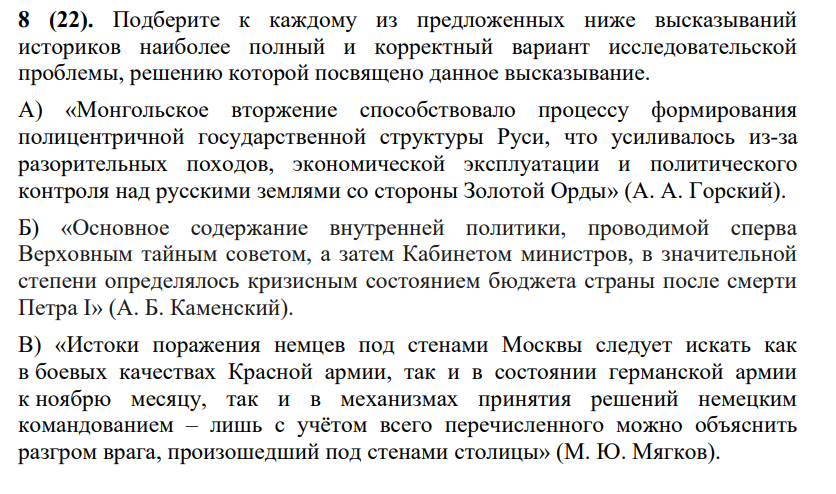 8 (22). Подберите к каждому из предложенных ниже высказываний
историков наиболее полный и корректный вариант исследовательской
проблемы, решению которой посвящено данное высказывание.
А) «Монгольское вторжение способствовало процессу формирования
полицентричной государственной структуры Руси, что усиливалось из-за
разорительных походов, экономической эксплуатации и политического
контроля над русскими землями со стороны Золотой Орды» (А. А. Горский).
Б) «Основное содержание внутренней политики, проводимой сперва
Верховным тайным советом, а затем Кабинетом министров, в значительной
степени определялось кризисным состоянием бюджета страны после смерти
Петра I» (А. Б. Каменский).
В) «Истоки поражения немцев под стенами Москвы следует искать как
в боевых качествах Красной армии, так и в состоянии германской армии
к ноябрю месяцу, так и в механизмах принятия решений немецким
командованием – лишь с учётом всего перечисленного можно объяснить
разгром врага, произошедший под стенами столицы» (М. Ю. Мягков).